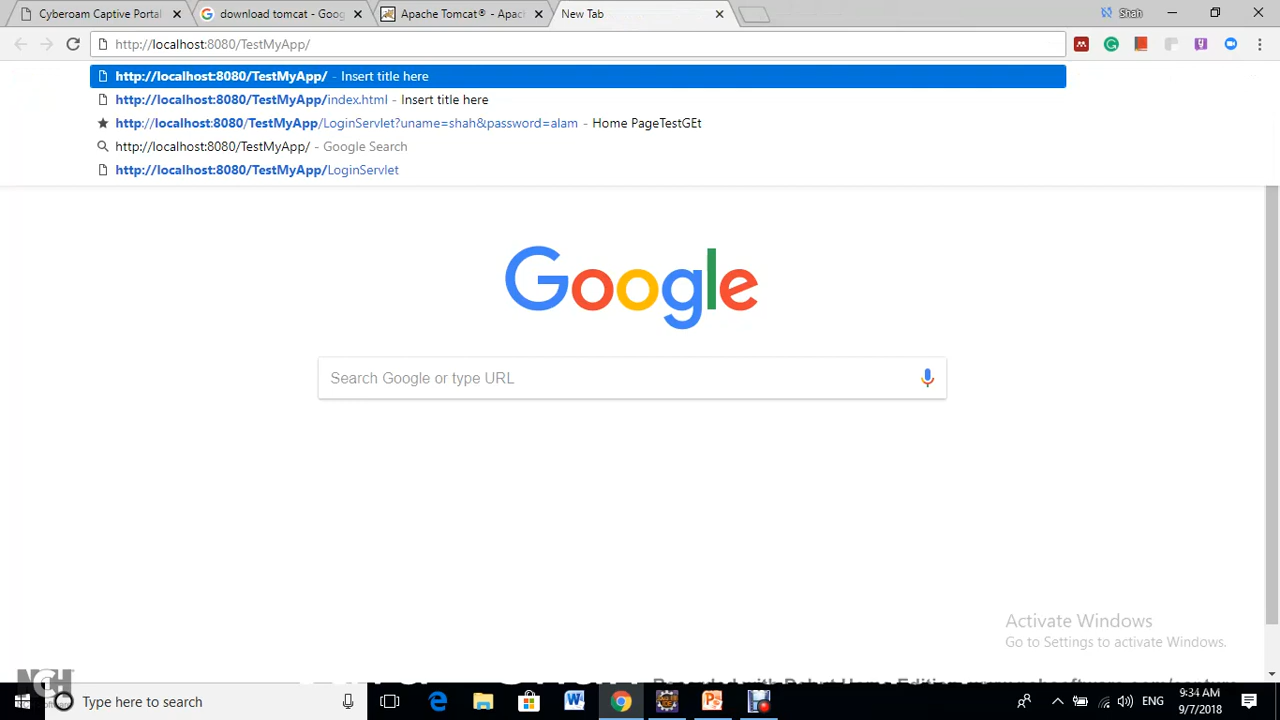 Cyberoam Captive Portal
download tomcat - Goog
Apache Tomcat® - Apac
New Tab
Shah
http://localhost:8080/TestMyApp/
http://localhost:8080/TestMyApp/ - Insert title here
http://localhost:8080/TestMyApp/index.html - Insert title here
http://localhost:8080/TestMyApp/LoginServlet?uname=shah&password=alam - Home PageTestGEt
http://localhost:8080/TestMyApp/ - Google Search
http://localhost:8080/TestMyApp/LoginServlet
Google
Search Google or type URL
Activate Windows
Go to Settings to activate Windows.
NCH
Type here to search
ENG
9:34 AM
9/7/2018